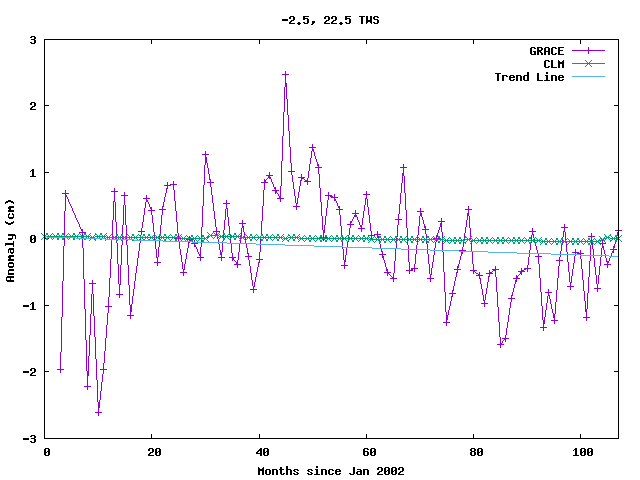 -2.5, 22.5 TWS
GRACE
CLM
Trend Line
3
2
1
0
-1
-2
-3
Anomaly (cm)
0 20 40 60 80 100
Months since Jan 2002